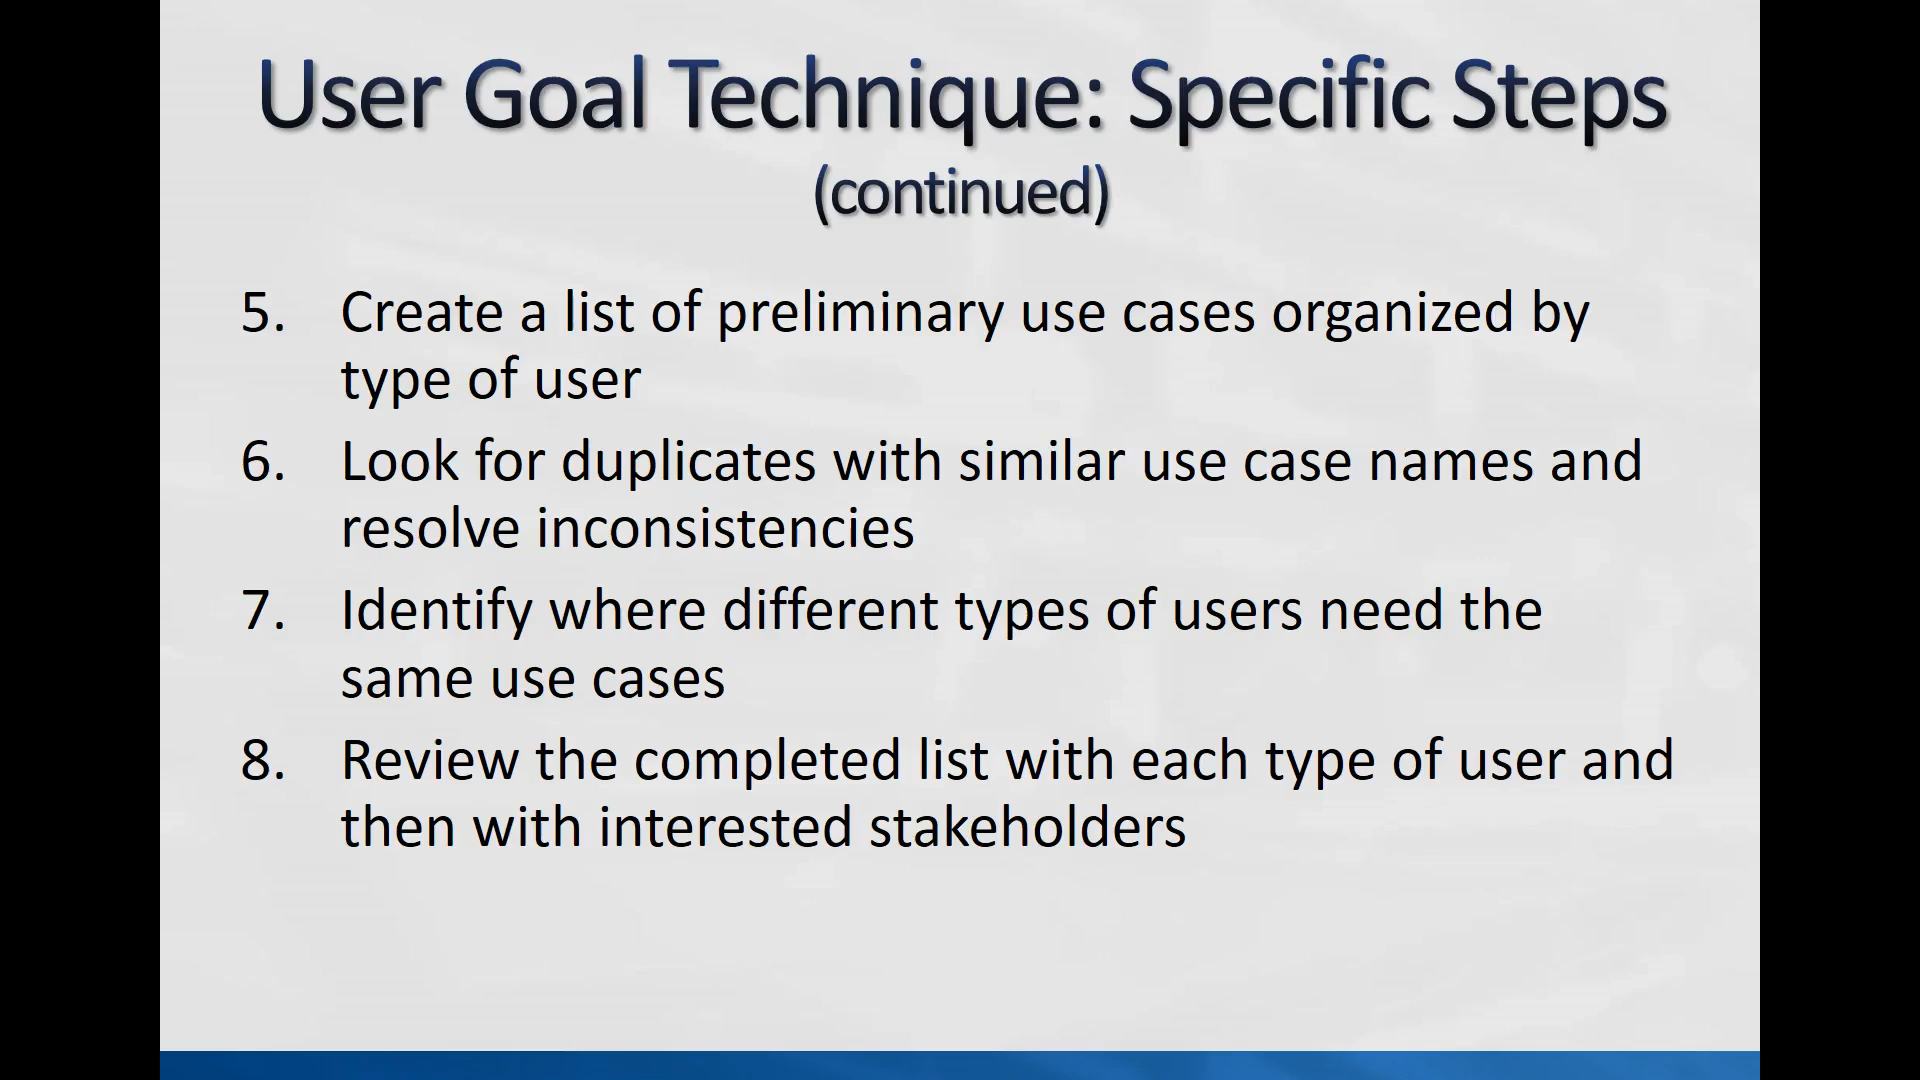 User Goal Technique: Specific Steps
(continued)
5. Create a list of preliminary use cases organized by
type of user
6. Look for duplicates with similar use case names and
resolve inconsistencies
7. Identify where different types of users need the
same use cases
8. Review the completed list with each type of user and
then with interested stakeholders